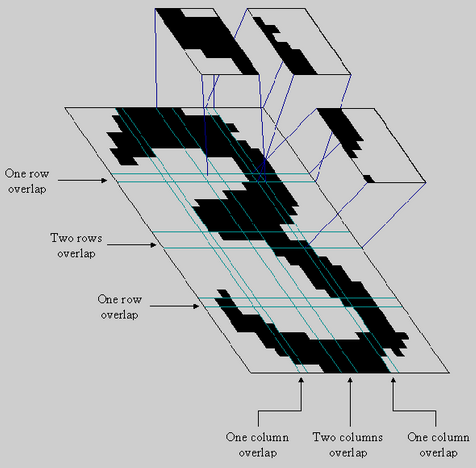 One row
overlap
Two rows
overlap
One row
overlap
One column
overlap
Two columns
overlap
One column
overlap